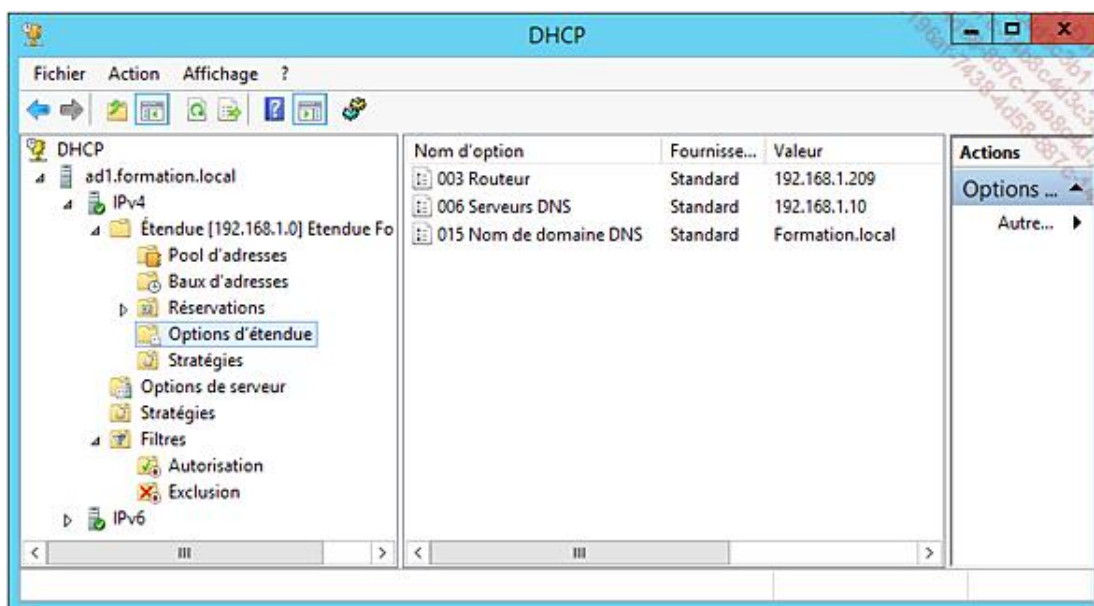 DHCP
Fichier Action Affichage ?
DHCP
ad1.formation.local
IPv4
Étendue [192.168.1.0] Etendue Fo
Pool d'adresses
Baux d'adresses
Réservations
Options d'étendue
Stratégies
Options de serveur
Stratégies
Filtres
Autorisation
Exclusion
IPv6
Nom d'option Fournisse... Valeur
003 Routeur Standard 192.168.1.209
006 Serveurs DNS Standard 192.168.1.10
015 Nom de domaine DNS Standard Formation.local
Actions
Options ...
Autre...